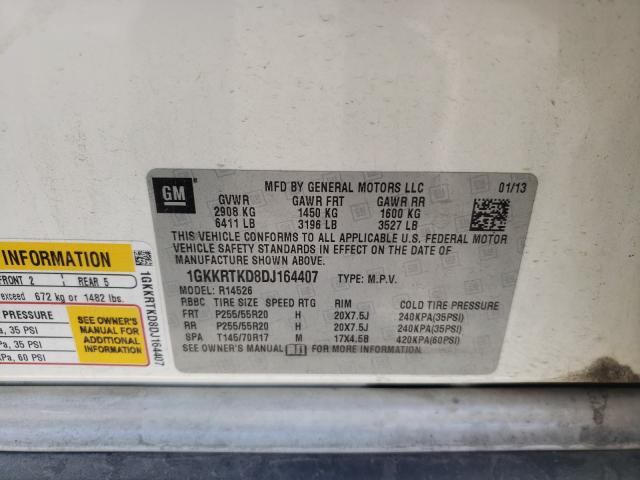 GM
MFD BY GENERAL MOTORS LLC 01/13
GVWR GAWR FRT GAWR RR
2908 KG 1450 KG 1600 KG
6411 LB 3196 LB 3527 LB
THIS VEHICLE CONFORMS TO ALL APPLICABLE U.S. FEDERAL MOTOR
VEHICLE SAFETY STANDARDS IN EFFECT ON THE DATE OF
MANUFACTURE SHOWN ABOVE.
1GKKRTKD8DJ164407 TYPE: M.P.V.
MODEL: R14526
PBBC TIRE SIZE SPEED RTG RIM COLD TIRE PRESSURE
FRT P255/55R20 H 20X7.5J 240KPA(35PSI)
RR P255/55R20 H 20X7.5J 240KPA(35PSI)
SPA T145/70R17 M 17X4.5B 420KPA(60PSI)
SEE OWNER'S MANUAL FOR MORE INFORMATION.
INFORMATION
FRONT 2 REAR 5
exceed 672 kg or 1482 lbs.
PRESSURE
, 35 PSI
a, 35 PSI
Pa, 60 PSI
SEE OWNER'S
MANUAL FOR
ADDITIONAL
INFORMATION
1GKKRTKD8DJ164407